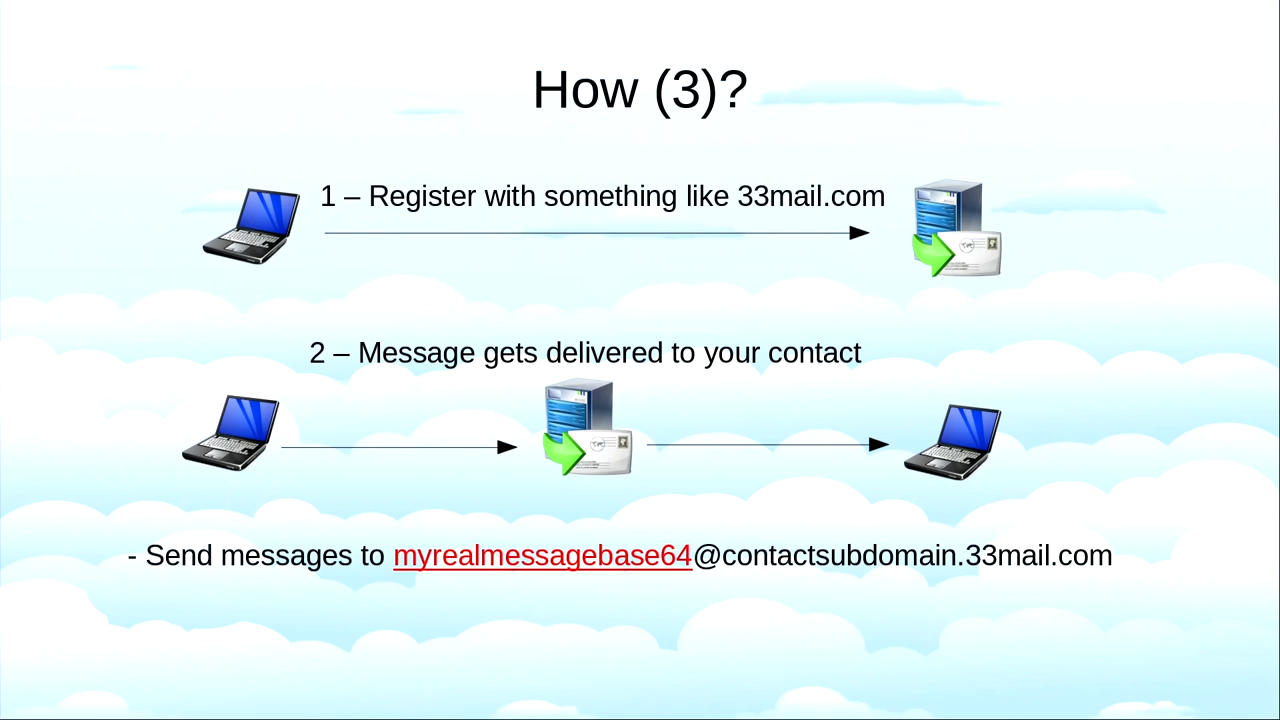 How (3)?
1 – Register with something like 33mail.com
2 – Message gets delivered to your contact
- Send messages to myrealmessagebase64@contactsubdomain.33mail.com